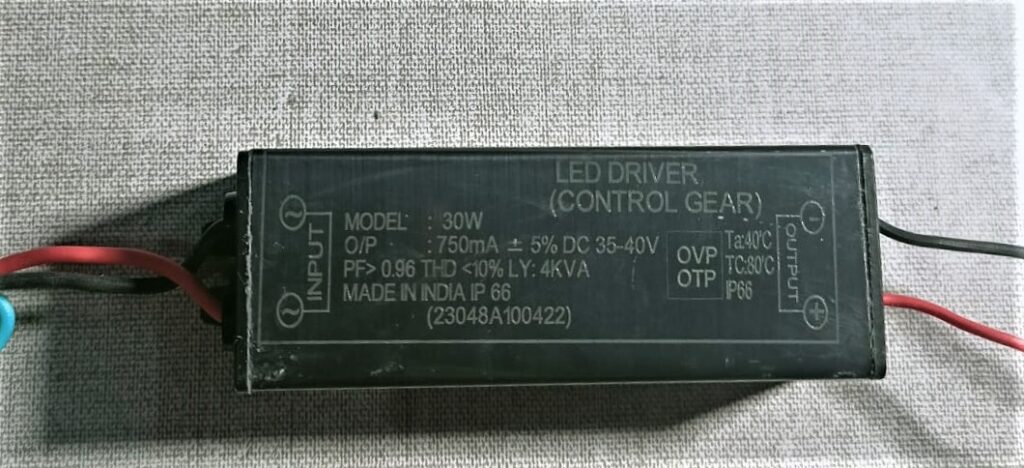 LED DRIVER
(CONTROL GEAR)
INPUT
MODEL : 30W
O/P : 750mA ± 5% DC 35-40V
PF> 0.96 THD <10% LY: 4KVA
MADE IN INDIA IP 66
(23048A100422)
OVP
OTP
Ta:40°C
TC:80°C
IP66
- OUTPUT +